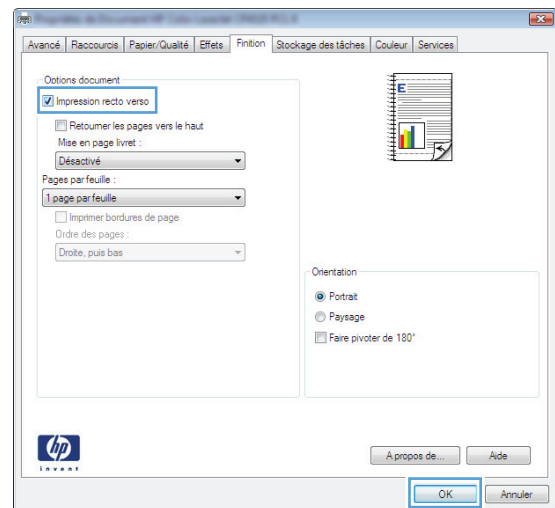 Avancé Raccourcis Papier/Qualité Effets Finition Stockage des tâches Couleur Services
Options document
Impression recto verso
Retourner les pages vers le haut
Mise en page livret :
Désactivé
Pages par feuille :
1 page par feuille
Imprimer bordures de page
Ordre des pages :
Droite, puis bas
E
Orientation
Portrait
Paysage
Faire pivoter de 180°
hp
invent
A propos de...
Aide
OK
Annuler